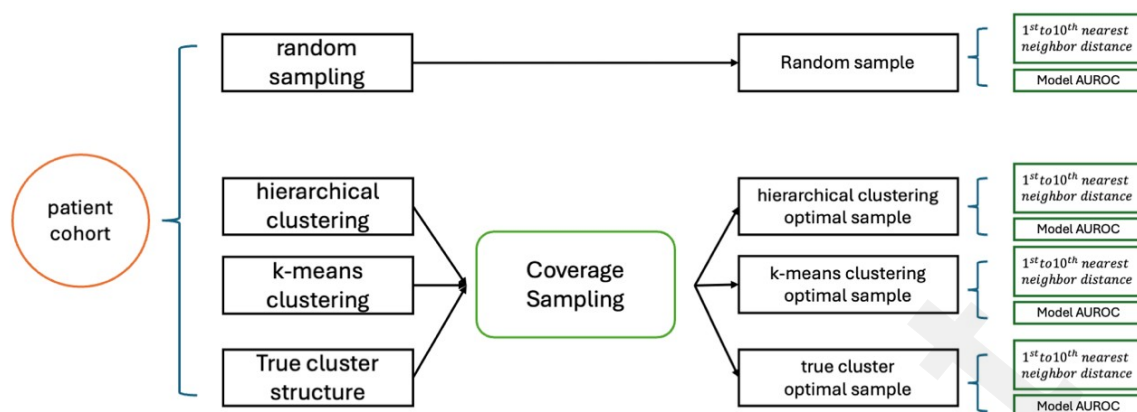 random
sampling
Random sample
1st to10th nearest
neighbor distance
Model AUROC
patient
cohort
hierarchical
clustering
k-means
clustering
True cluster
structure
Coverage
Sampling
hierarchical clustering
optimal sample
1st to10th nearest
neighbor distance
Model AUROC
k-means clustering
optimal sample
1st to10th nearest
neighbor distance
Model AUROC
true cluster
optimal sample
1st to10th nearest
neighbor distance
Model AUROC